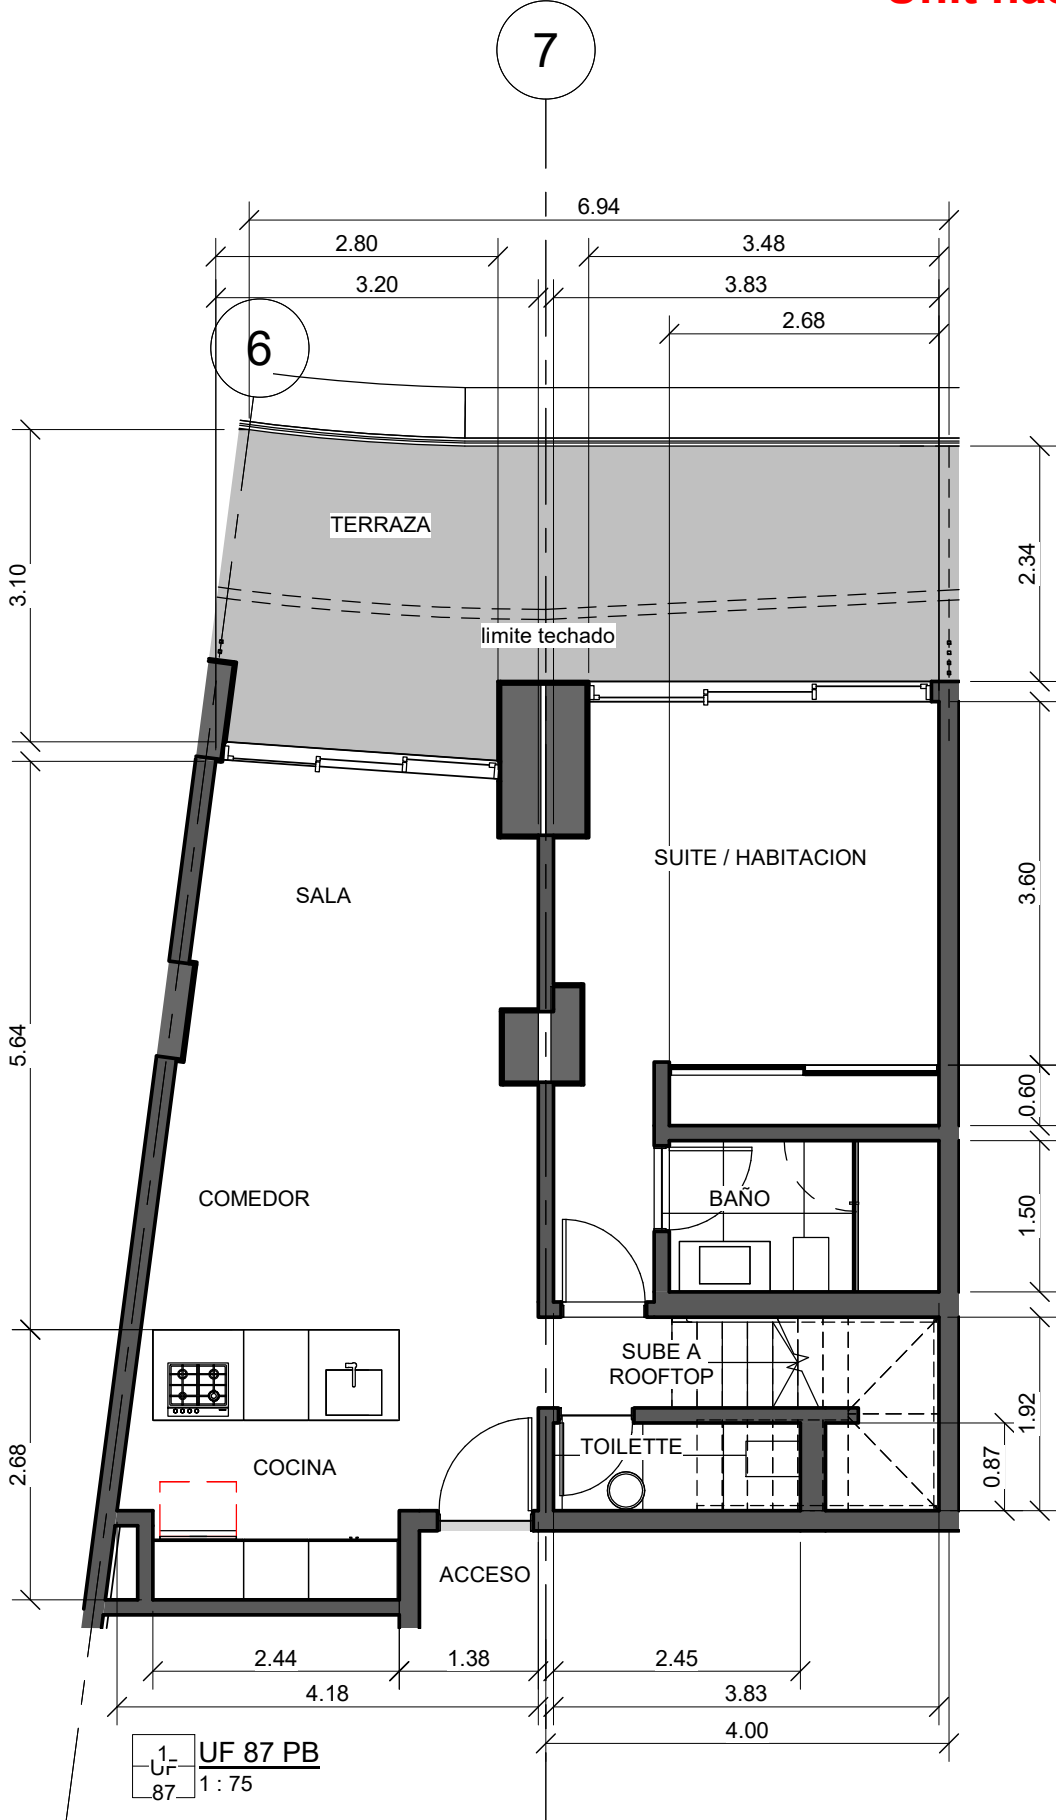 7
6.94
2.80
3.48
3.20
3.83
2.68
6
TERRAZA
3.10
2.34
limite techado
SUITE / HABITACION
SALA
3.60
5.64
0.60
COMEDOR
BAÑO
1.50
SUBE A
ROOFTOP
1.92
TOILETTE
0.87
COCINA
2.68
ACCESO
2.44
1.38
2.45
4.18
3.83
4.00
1
UF
87
UF 87 PB
1 : 75